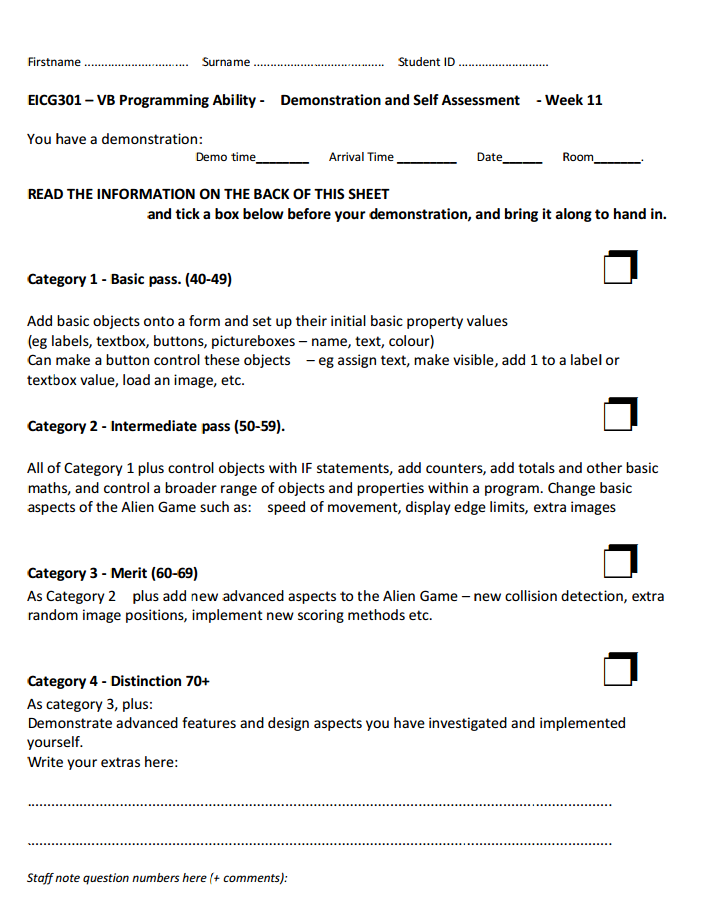 Firstname ............................... Surname ....................................... Student ID ...........................
EICG301 – VB Programming Ability - Demonstration and Self Assessment - Week 11
You have a demonstration:
Demo time________ Arrival Time _________ Date______ Room_______.
READ THE INFORMATION ON THE BACK OF THIS SHEET
and tick a box below before your demonstration, and bring it along to hand in.
Category 1 - Basic pass. (40-49)
Add basic objects onto a form and set up their initial basic property values
(eg labels, textbox, buttons, pictureboxes – name, text, colour)
Can make a button control these objects – eg assign text, make visible, add 1 to a label or
textbox value, load an image, etc.
Category 2 - Intermediate pass (50-59).
All of Category 1 plus control objects with IF statements, add counters, add totals and other basic
maths, and control a broader range of objects and properties within a program. Change basic
aspects of the Alien Game such as: speed of movement, display edge limits, extra images
Category 3 - Merit (60-69)
As Category 2 plus add new advanced aspects to the Alien Game – new collision detection, extra
random image positions, implement new scoring methods etc.
Category 4 - Distinction 70+
As category 3, plus:
Demonstrate advanced features and design aspects you have investigated and implemented
yourself.
Write your extras here:
....................................................................................................................................................
....................................................................................................................................................
Staff note question numbers here (+ comments):